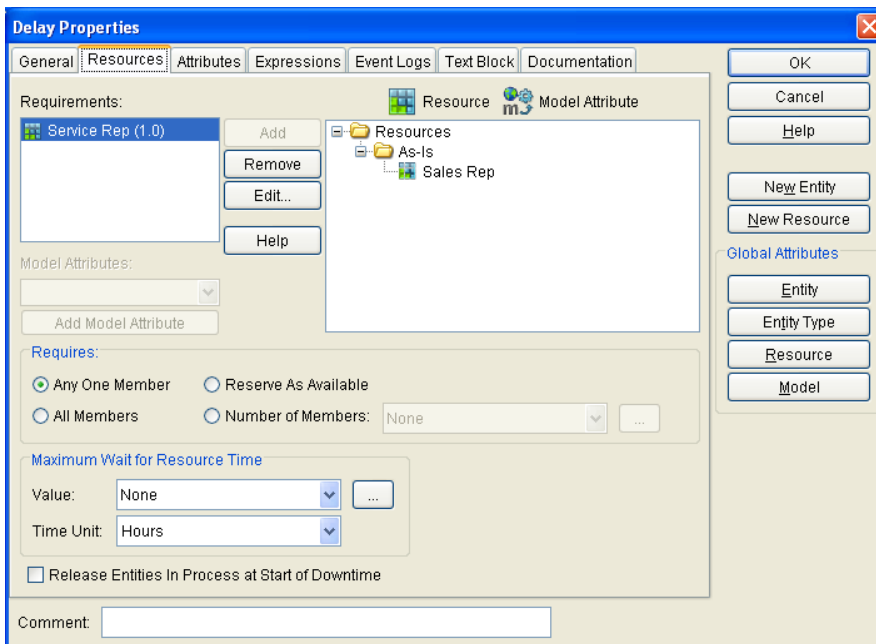 Delay Properties
General Resources Attributes Expressions Event Logs Text Block Documentation
OK
Cancel
Help
New Entity
New Resource
Global Attributes
Entity
Entity Type
Resource
Model
Requirements:
Resource Model Attribute
Service Rep (1.0)
Add
Remove
Edit...
Help
Resources
As-Is
Sales Rep
Model Attributes:
Add Model Attribute
Requires:
Any One Member Reserve As Available
All Members Number of Members: None ...
Maximum Wait for Resource Time
Value: None ...
Time Unit: Hours
Release Entities In Process at Start of Downtime
Comment: